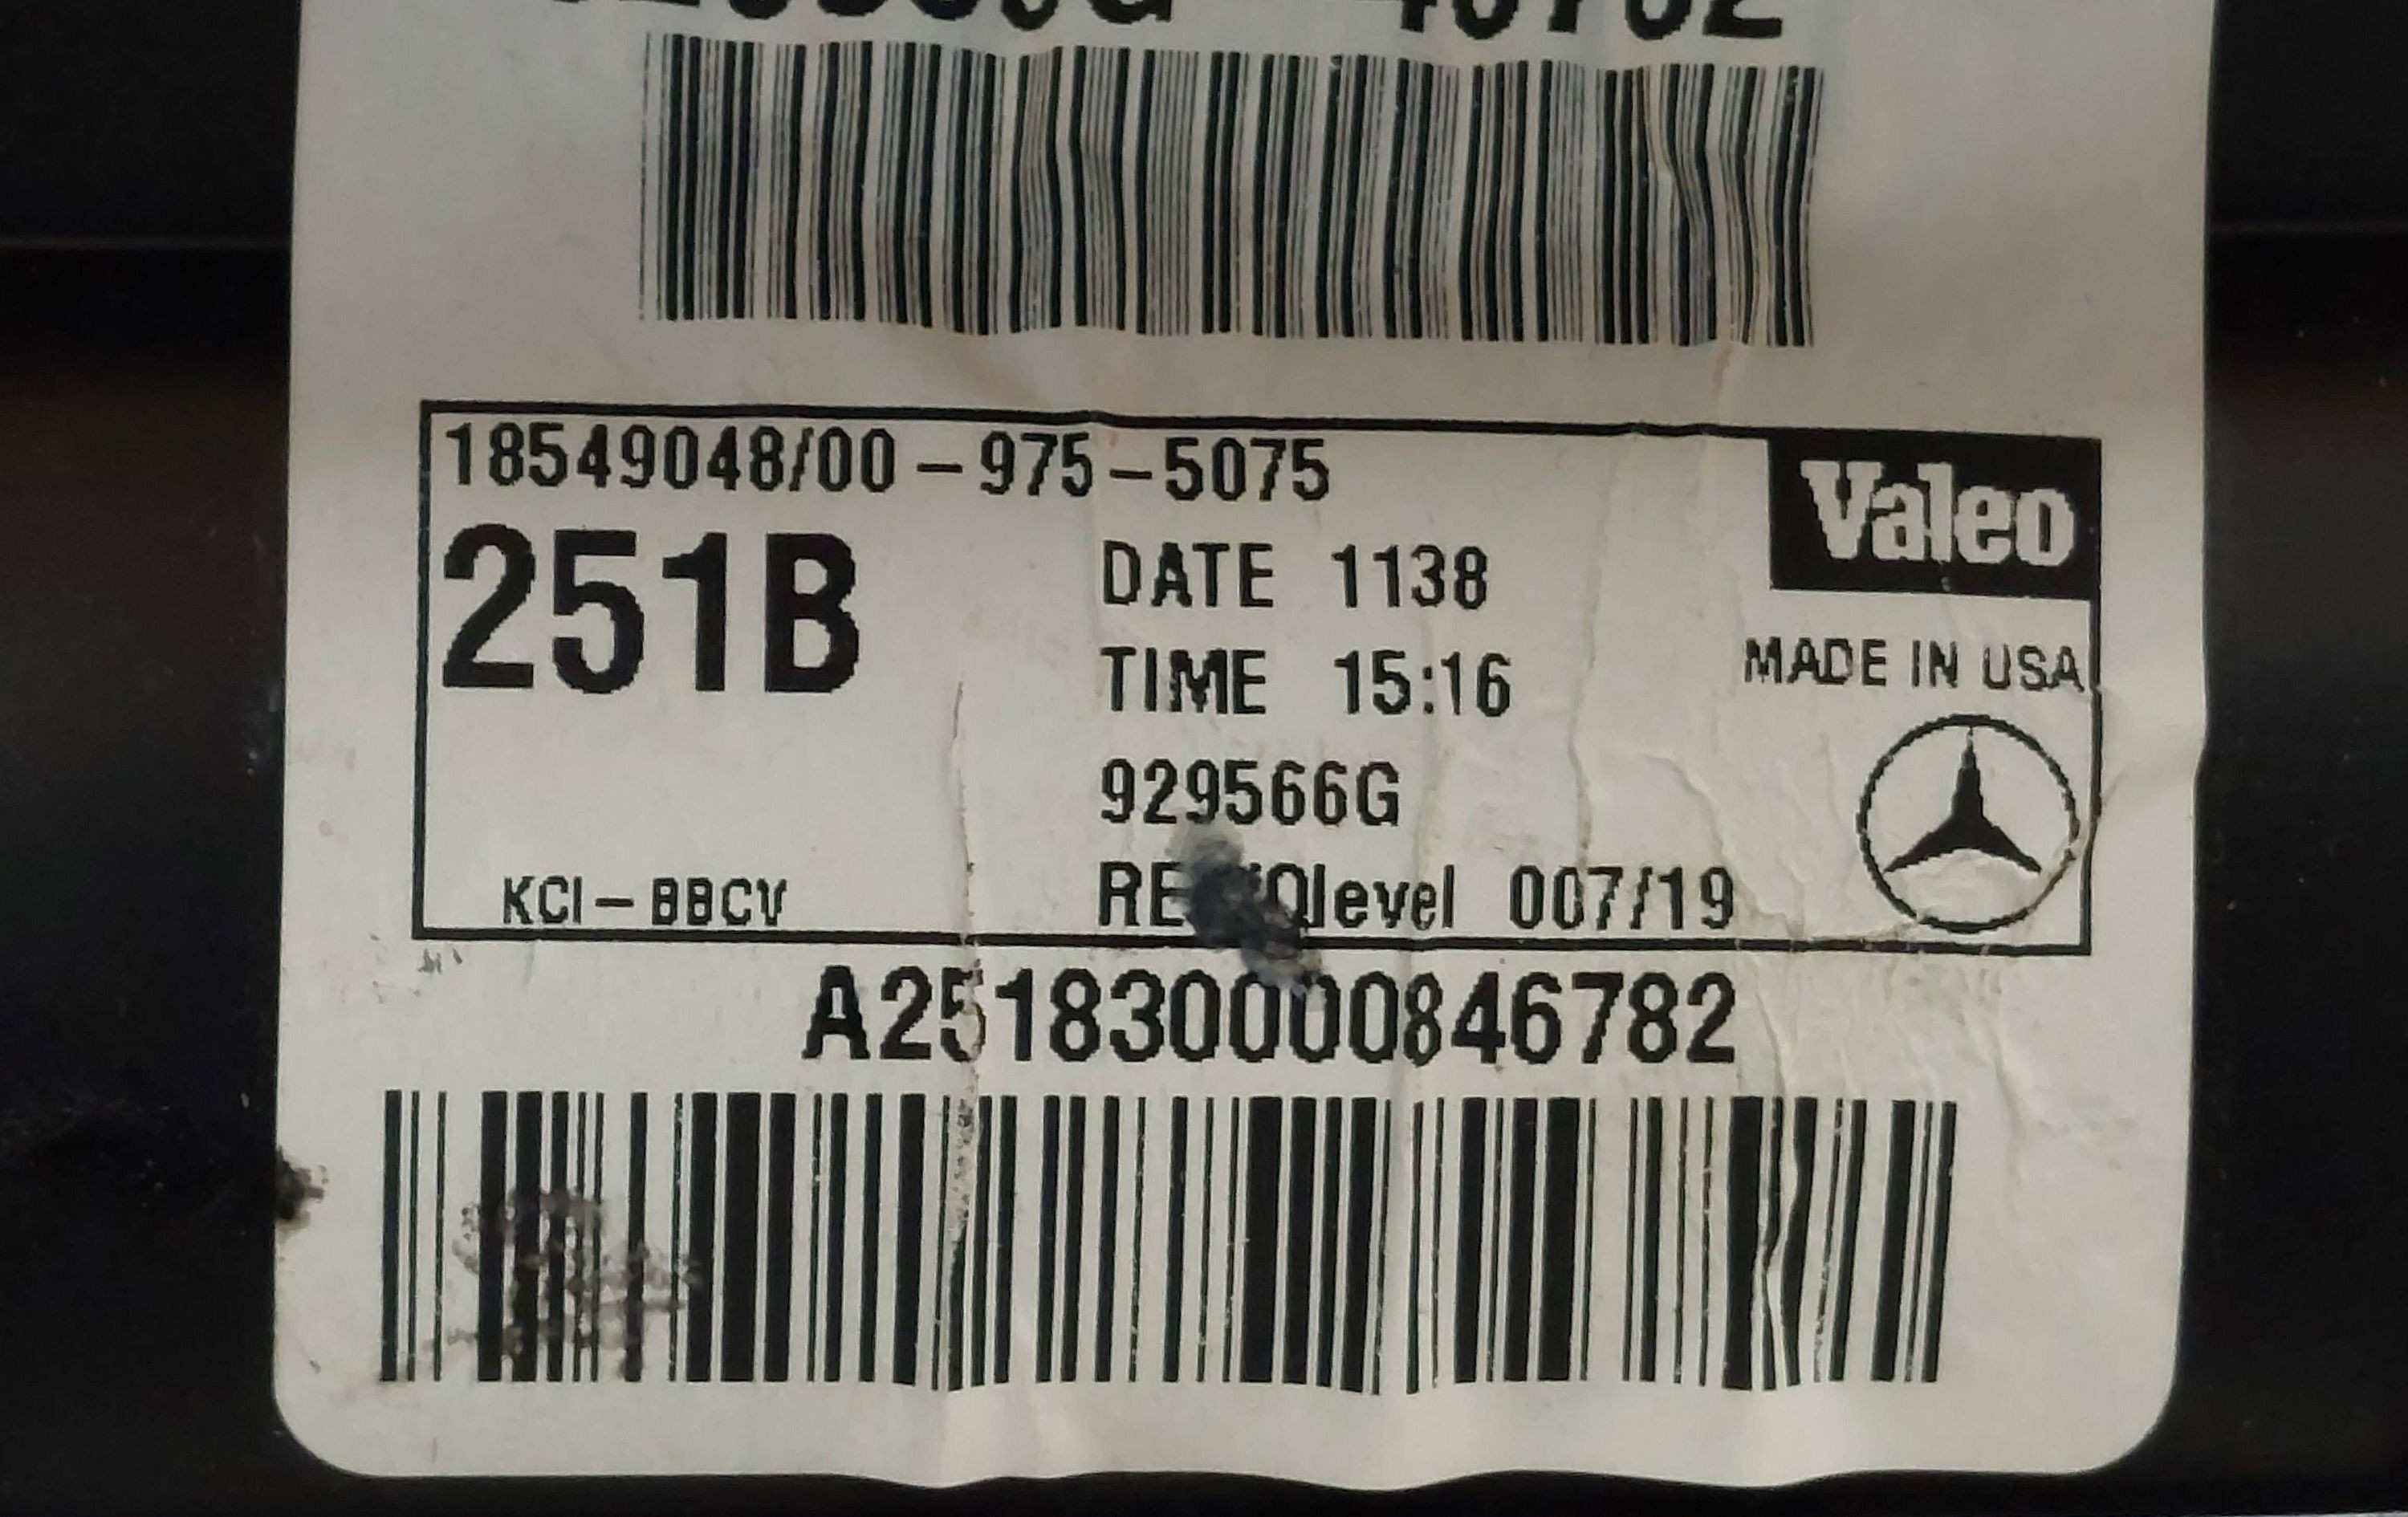 18549048/00-975-5075
Valeo
251B
DATE 1138
TIME 15:16
MADE IN USA
929566G
KCI-BBCV
level 007/19
A2518300000846782